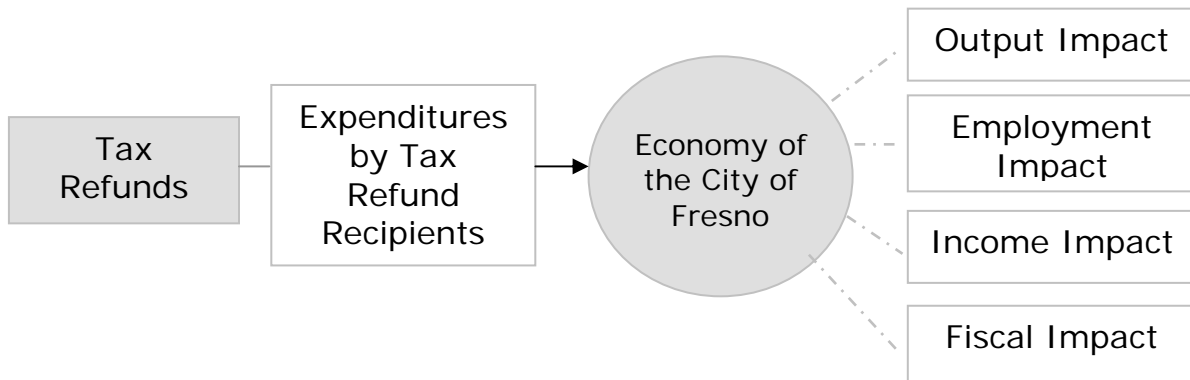 Tax
Refunds
Expenditures
by Tax
Refund
Recipients
Economy of
the City of
Fresno
Output Impact
Employment
Impact
Income Impact
Fiscal Impact